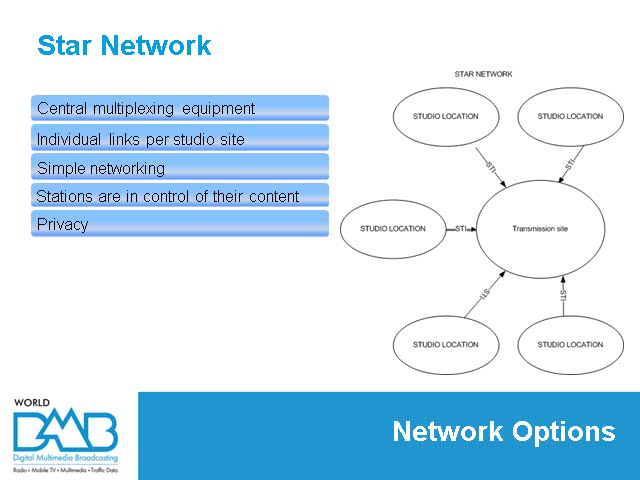 Star Network
Central multiplexing equipment
Individual links per studio site
Simple networking
Stations are in control of their content
Privacy
STAR NETWORK
STUDIO LOCATION
STUDIO LOCATION
STI
STI
STUDIO LOCATION
STI
Transmission site
STI
STI
STUDIO LOCATION
STUDIO LOCATION
WORLD
DMB
Digital Multimedia Broadcasting
Radio • Mobile TV • Multimedia • Traffic Data
Network Options